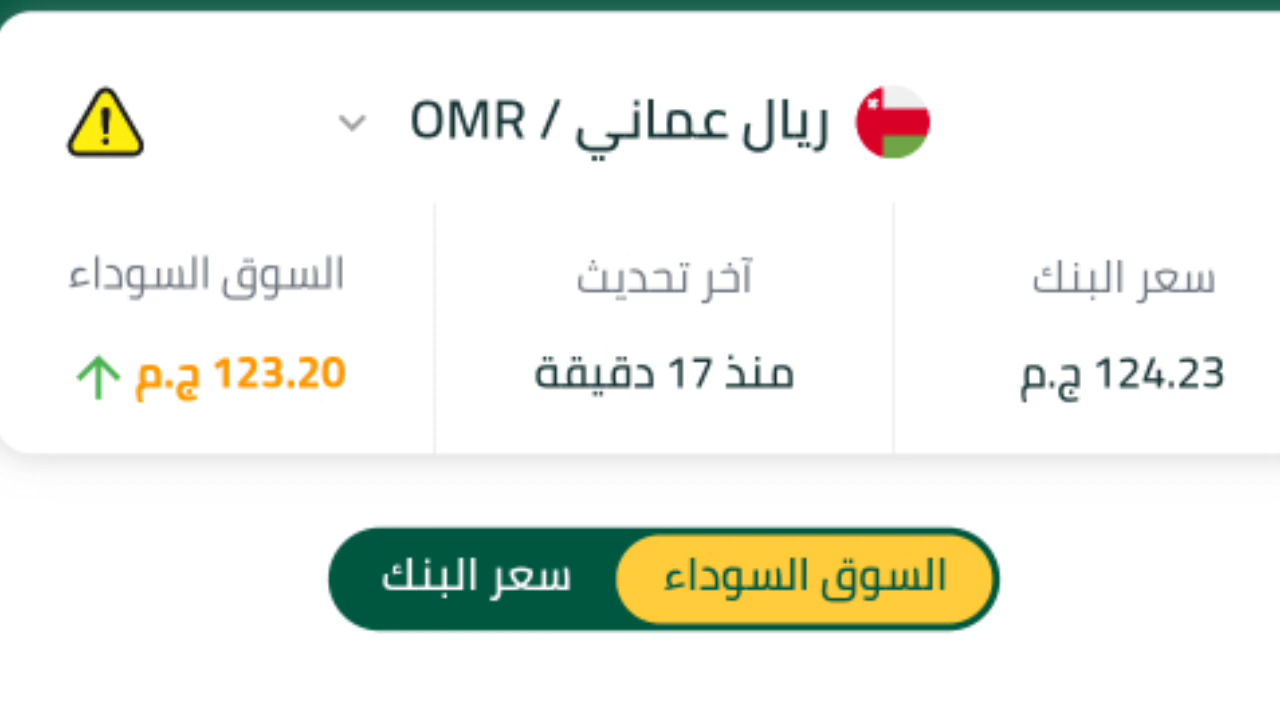 ريال عماني / OMR
سعر البنك
124.23 ج.م
آخر تحديث
منذ 17 دقيقة
السوق السوداء
123.20 ج.م
السوق السوداء
سعر البنك